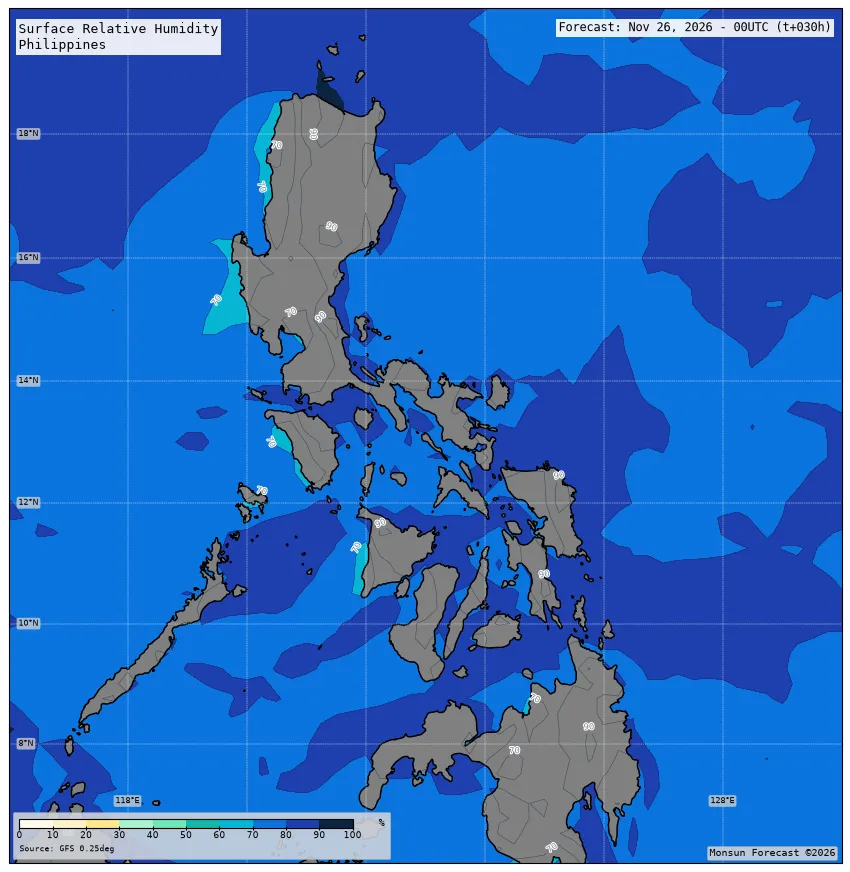 Surface Relative Humidity
Philippines
Forecast: Nov 26, 2026 - 00UTC (t+030h)
18°N
90
70
70
90
16°N
70
70
90
14°N
70
90
12°N
70
90
70
90
10°N
70
90
8°N
70
118°E
128°E
0 10 20 30 40 50 60 70 80 90 100 %
70
Source: GFS 0.25deg
Monsun Forecast ©2026